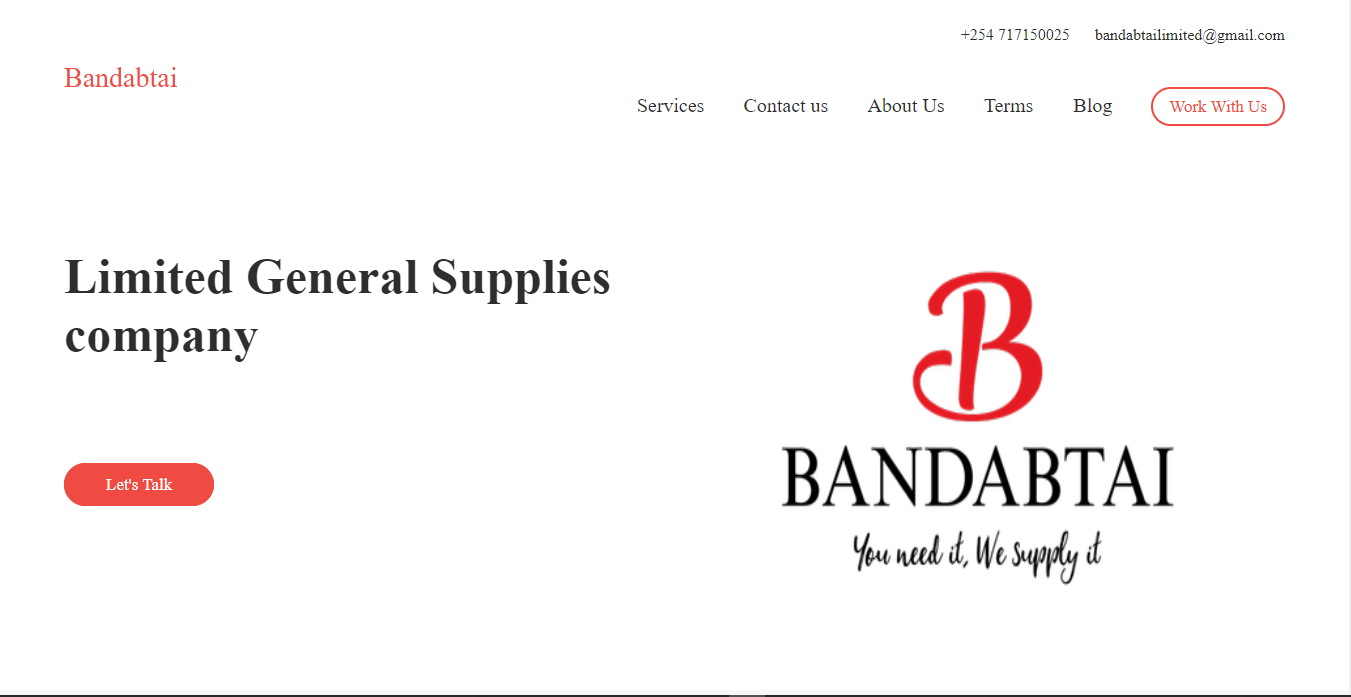 +254 717150025 bandabtailimited@gmail.com
Bandabtai
Services Contact us About Us Terms Blog Work With Us
Limited General Supplies
company
Let's Talk
B
BANDABTAI
You need it, We supply it